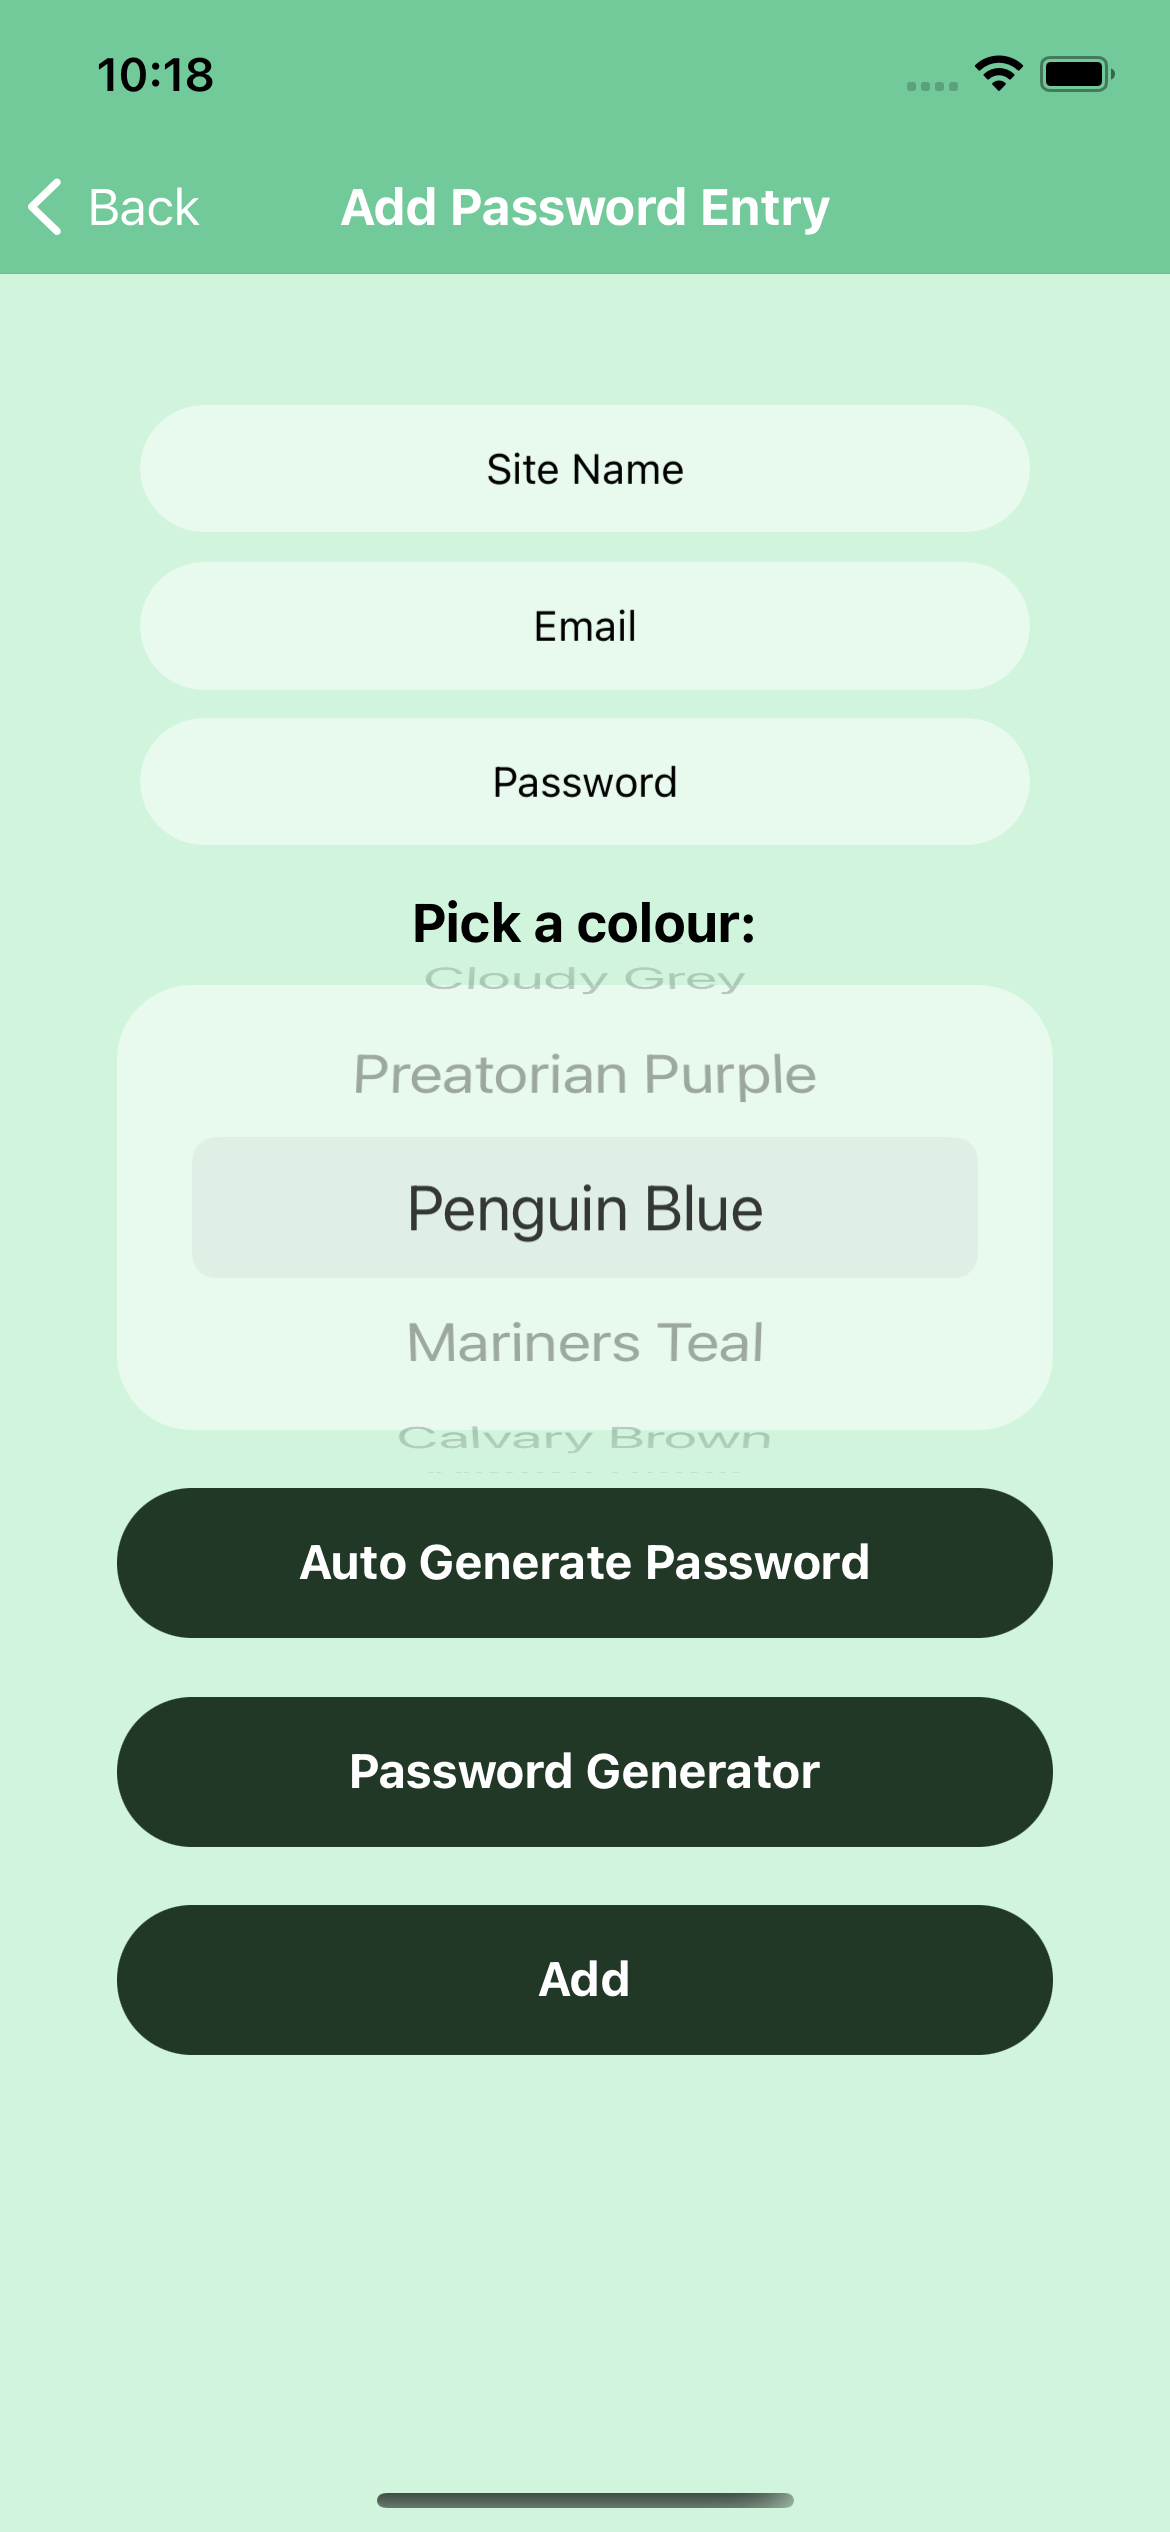 10:18
Back
Add Password Entry
Site Name
Email
Password
Pick a colour:
Cloudy Grey
Preatorian Purple
Penguin Blue
Mariners Teal
Calvary Brown
Auto Generate Password
Password Generator
Add